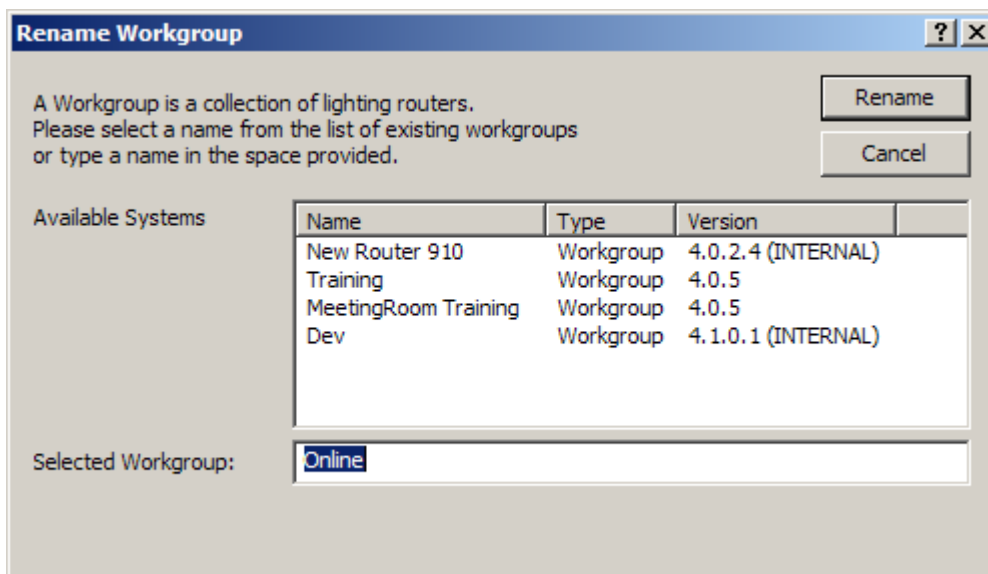 Rename Workgroup
A Workgroup is a collection of lighting routers.
Please select a name from the list of existing workgroups
or type a name in the space provided.
Rename
Cancel
Available Systems
Name Type Version
New Router 910 Workgroup 4.0.2.4 (INTERNAL)
Training Workgroup 4.0.5
MeetingRoom Training Workgroup 4.0.5
Dev Workgroup 4.1.0.1 (INTERNAL)
Selected Workgroup: Online